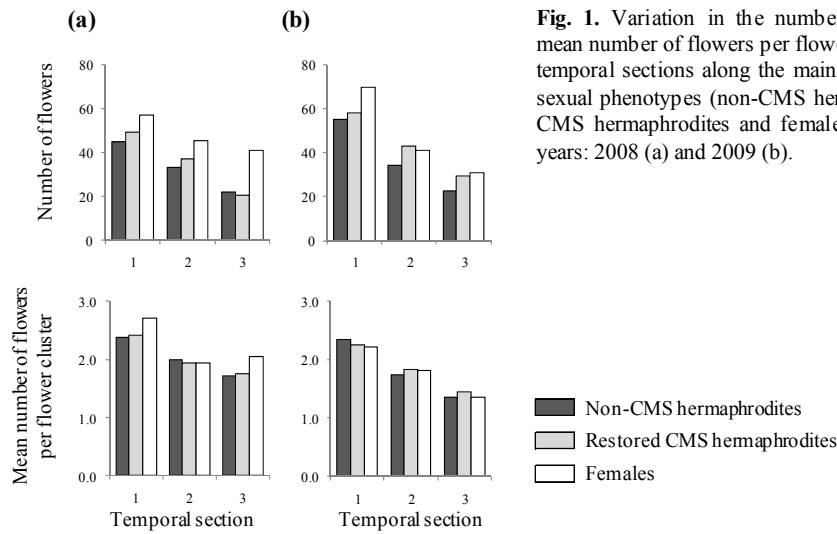 (a)
(b)
Number of flowers
80
60
40
20
0
1 2 3
80
60
40
20
0
1 2 3
Mean number of flowers
per flower cluster
3.0
2.0
1.0
0.0
1 2 3
Temporal section
3.0
2.0
1.0
0.0
1 2 3
Temporal section
Fig. 1. Variation in the number
mean number of flowers per flowe
temporal sections along the main
sexual phenotypes (non-CMS her
CMS hermaphrodites and female
years: 2008 (a) and 2009 (b).
Non-CMS hermaphrodites
Restored CMS hermaphrodites
Females